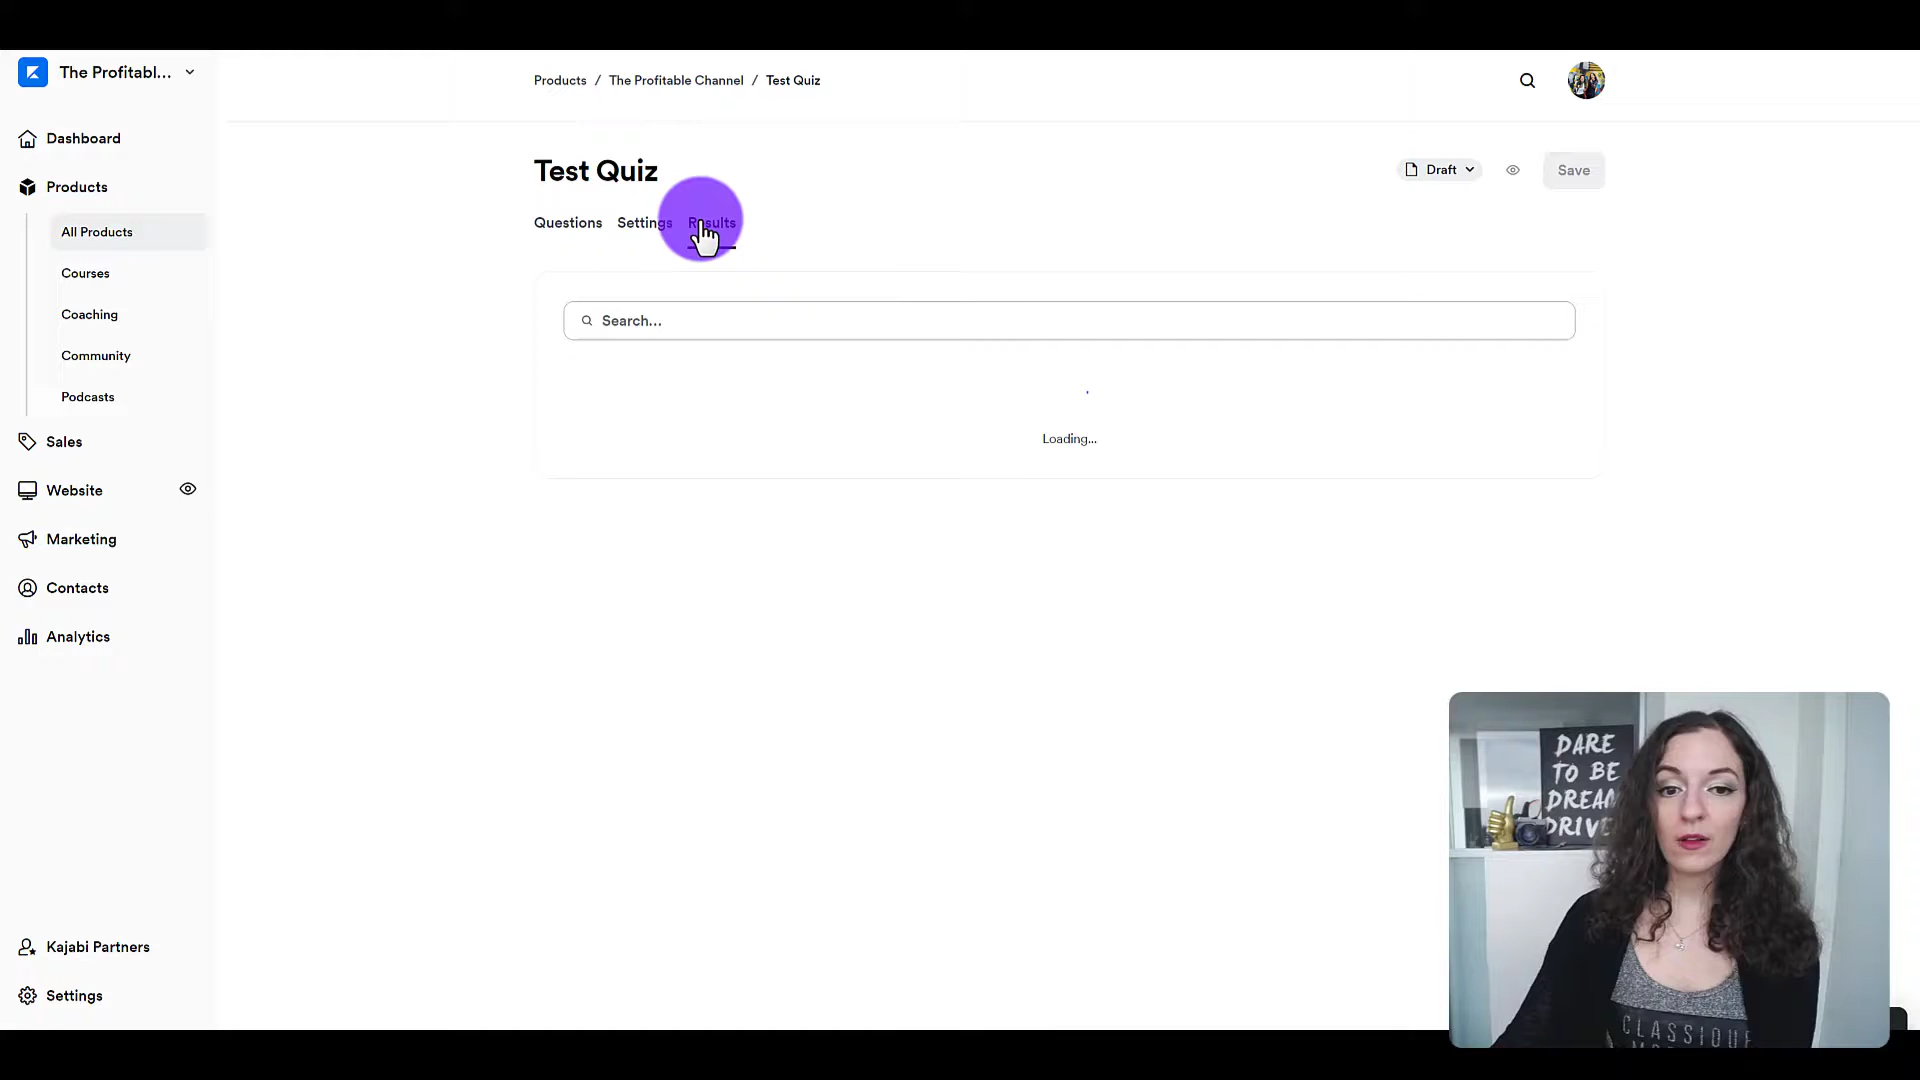 The Profitabl...
Products / The Profitable Channel / Test Quiz
Dashboard
Products
All Products
Courses
Coaching
Community
Podcasts
Sales
Website
Marketing
Contacts
Analytics
Kajabi Partners
Settings
Test Quiz
Draft
Save
Questions
Settings
Results
Search...
Loading...
DARE
TO BE
DREAM
DRIVE
CLASSIQUE